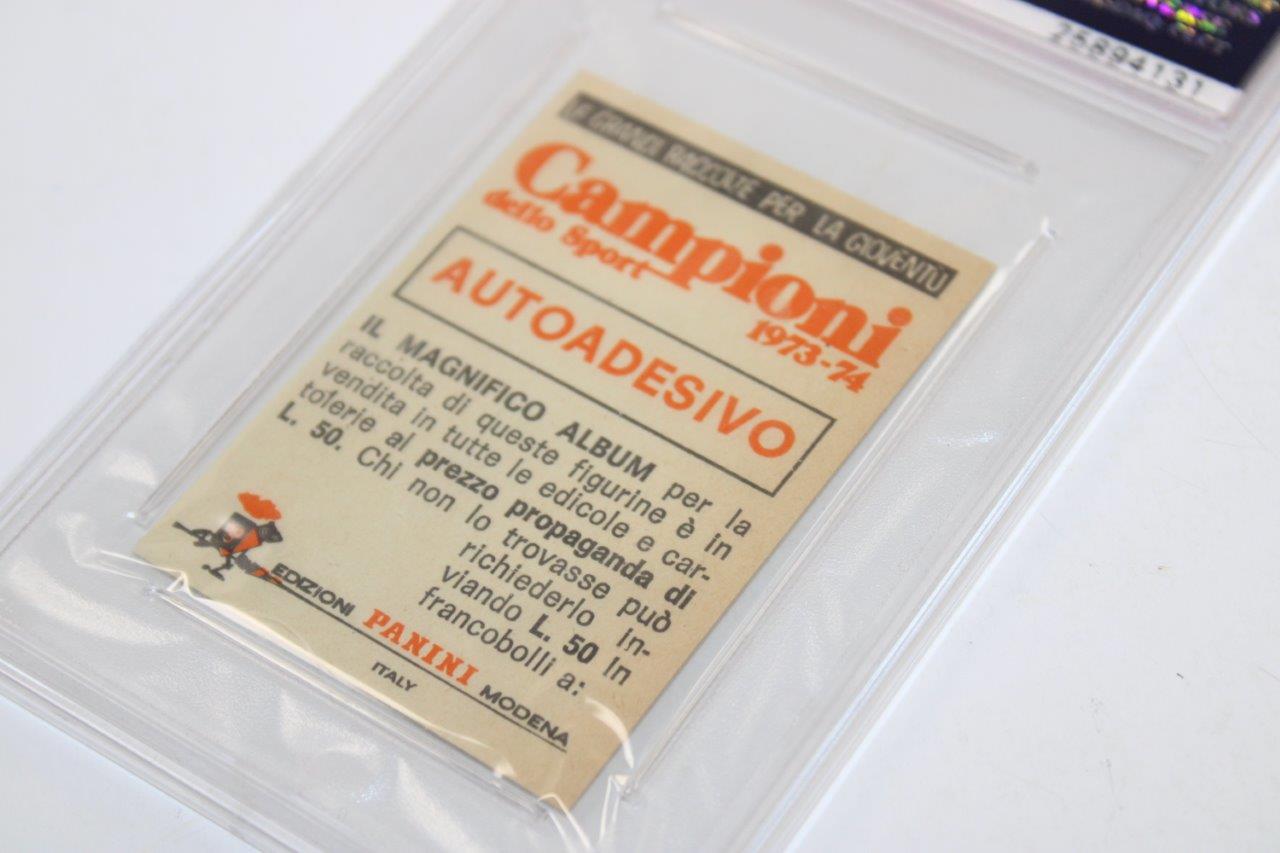 25894131
LE GRANDI RACCOLTE PER LA GIOVENTÙ
Campioni
dello Sport
1973-74
AUTOADESIVO
IL MAGNIFICO ALBUM per la
raccolta di queste figurine è in
vendita in tutte le edicole e car-
tolerie al prezzo propaganda di
L. 50. Chi non lo trovasse può
richiederlo in-
viando L. 50 in
francobolli a:
EDIZIONI PANINI MODENA
ITALY